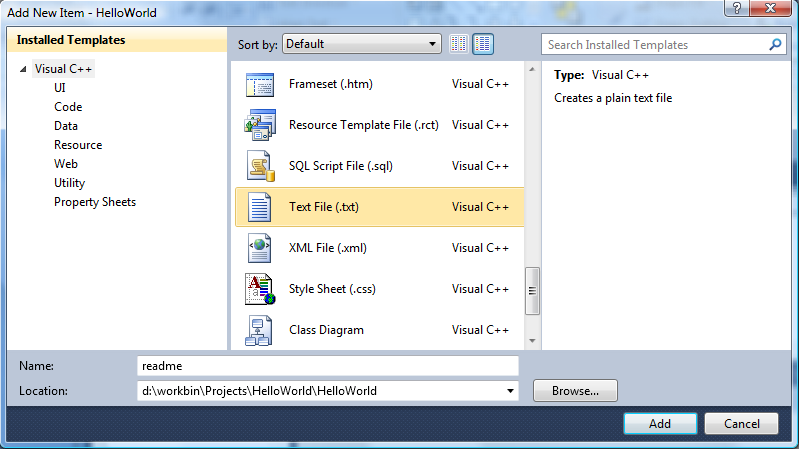 Add New Item - HelloWorld
Installed Templates
Sort by: Default
Search Installed Templates
Visual C++
UI
Code
Data
Resource
Web
Utility
Property Sheets
Frameset (.htm) Visual C++
Resource Template File (.rct) Visual C++
SQL Script File (.sql) Visual C++
Text File (.txt) Visual C++
XML File (.xml) Visual C++
Style Sheet (.css) Visual C++
Class Diagram Visual C++
Type: Visual C++
Creates a plain text file
Name: readme
Location: d:\workbin\Projects\HelloWorld\HelloWorld Browse...
Add Cancel